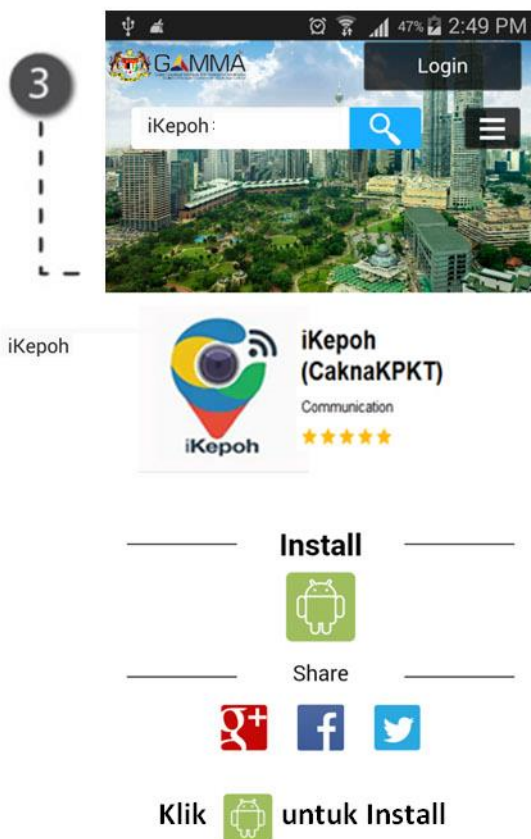 47% 2:49 PM
3
GAMMA
Login
iKepoh:
iKepoh
iKepoh
iKepoh
(CaknaKPKT)
Communication
Install
Share
g+ f
Klik untuk Install